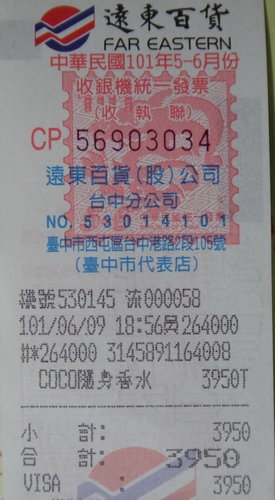 遠東百貨
FAR EASTERN
中華民國101年5-6月份
收銀機統一發票
(收執聯)
CP 56903034
遠東百貨(股)公司
台中分公司
NO. 53014101
臺中市西屯區台中港路2段105號
(臺中市代表店)
機號530145 流000058
101/06/09 18:56員264000
#*264000 3145891164008
COCO隨身香水 3950T
小 計: 3950
合 計: 3950
VISA 3950